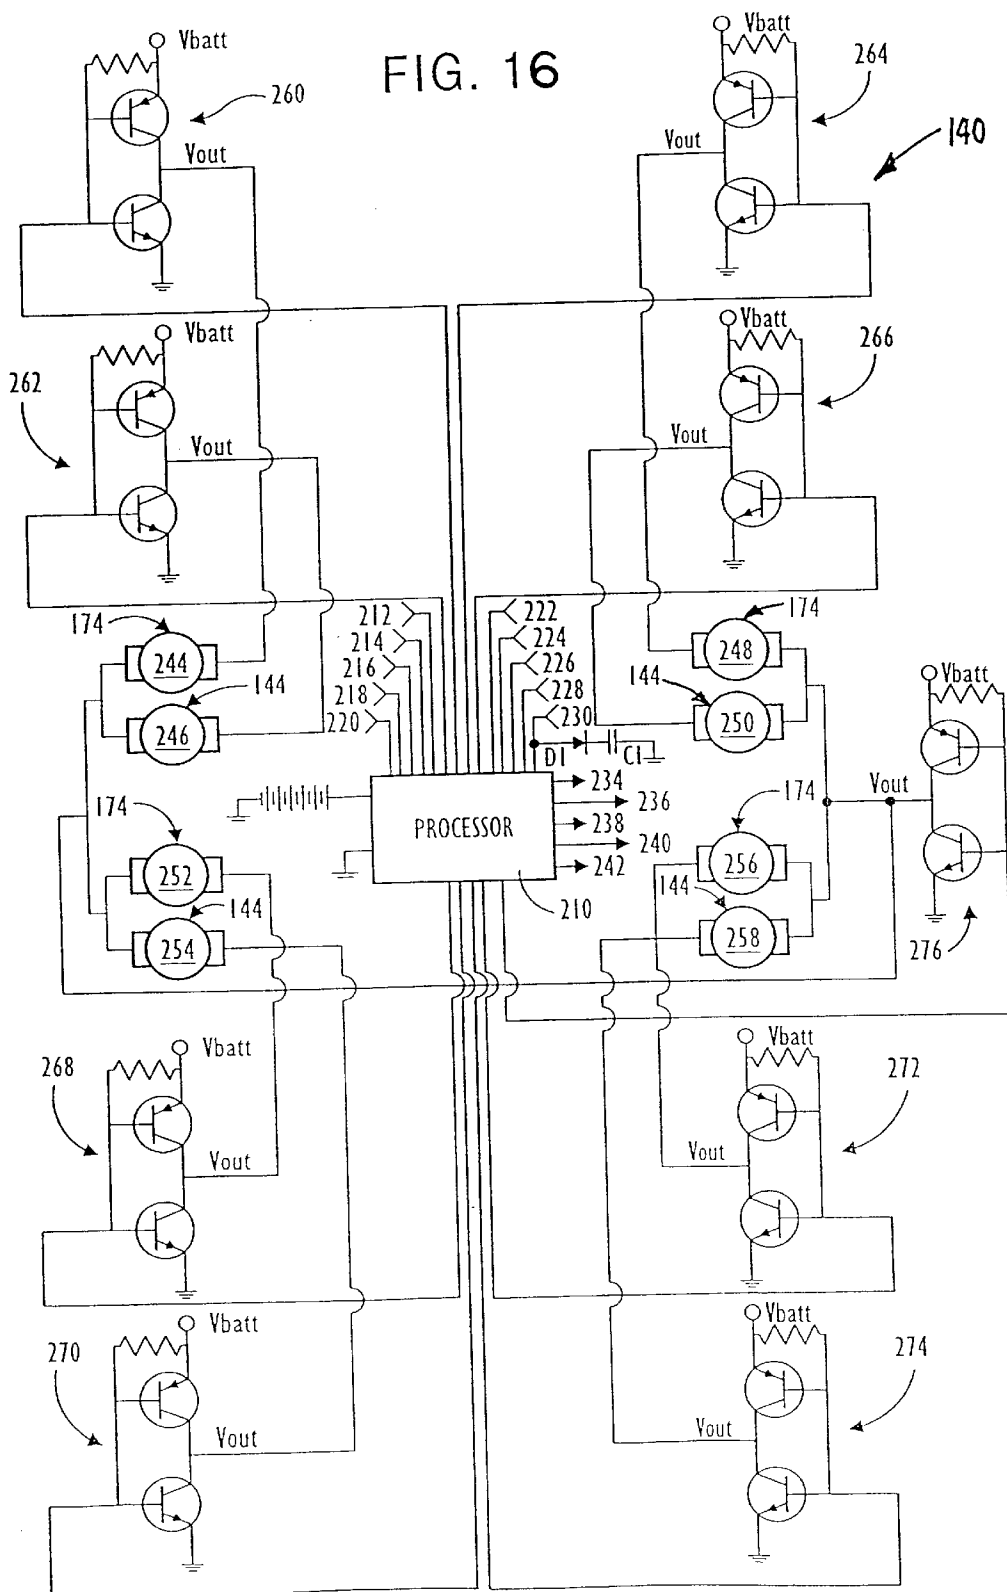 Vbatt
FIG. 16
Vbatt
260
264
140
Vout
Vout
Vbatt
Vbatt
262
266
Vout
Vout
174
212
222
174
244
214
224
248
144
216
226
144
246
218
228
250
220
230
D1
C1
Vbatt
174
234
174
236
Vout
PROCESSOR
238
252
240
256
144
242
144
254
210
258
276
Vbatt
Vbatt
268
272
Vout
Vout
Vbatt
Vbatt
270
274
Vout
Vout